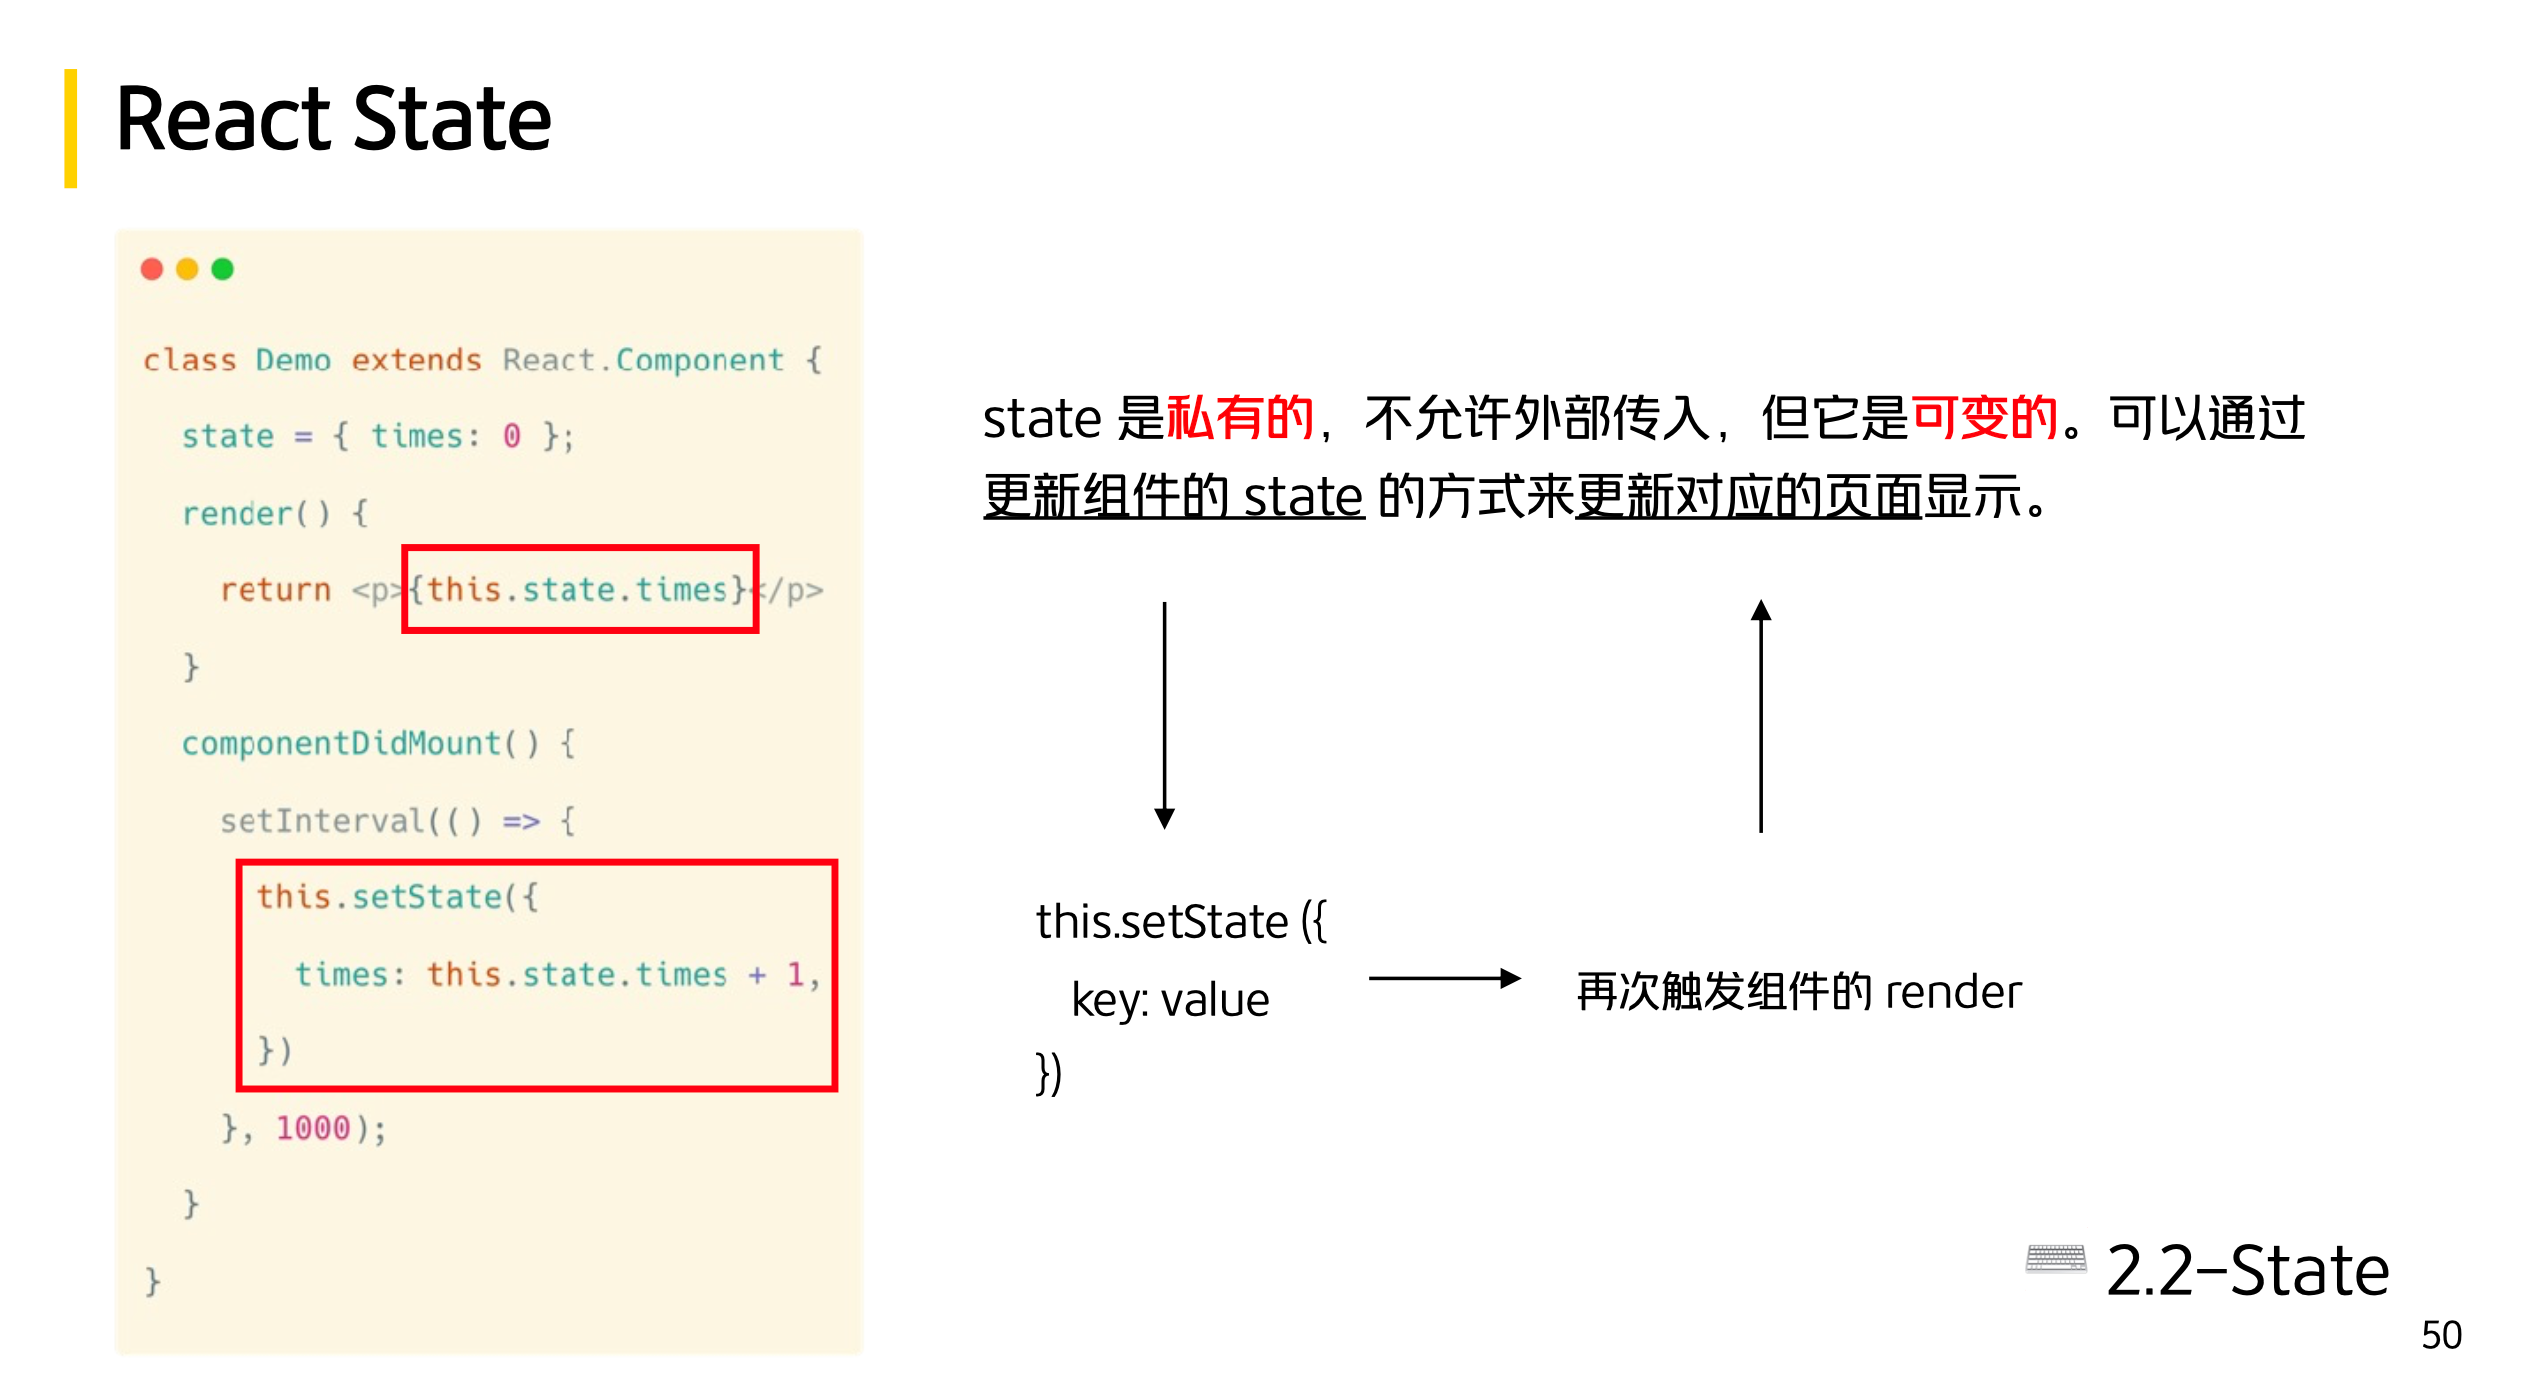 React State
class Demo extends React.Component {
state = { times: 0 };
render() {
return <p>{this.state.times}</p>
}
componentDidMount() {
setInterval(() => {
this.setState({
times: this.state.times + 1,
})
}, 1000);
}
}
state 是私有的，不允许外部传入，但它是可变的。可以通过
更新组件的 state 的方式来更新对应的页面显示。
this.setState ({
key: value
})
再次触发组件的 render
2.2-State
50